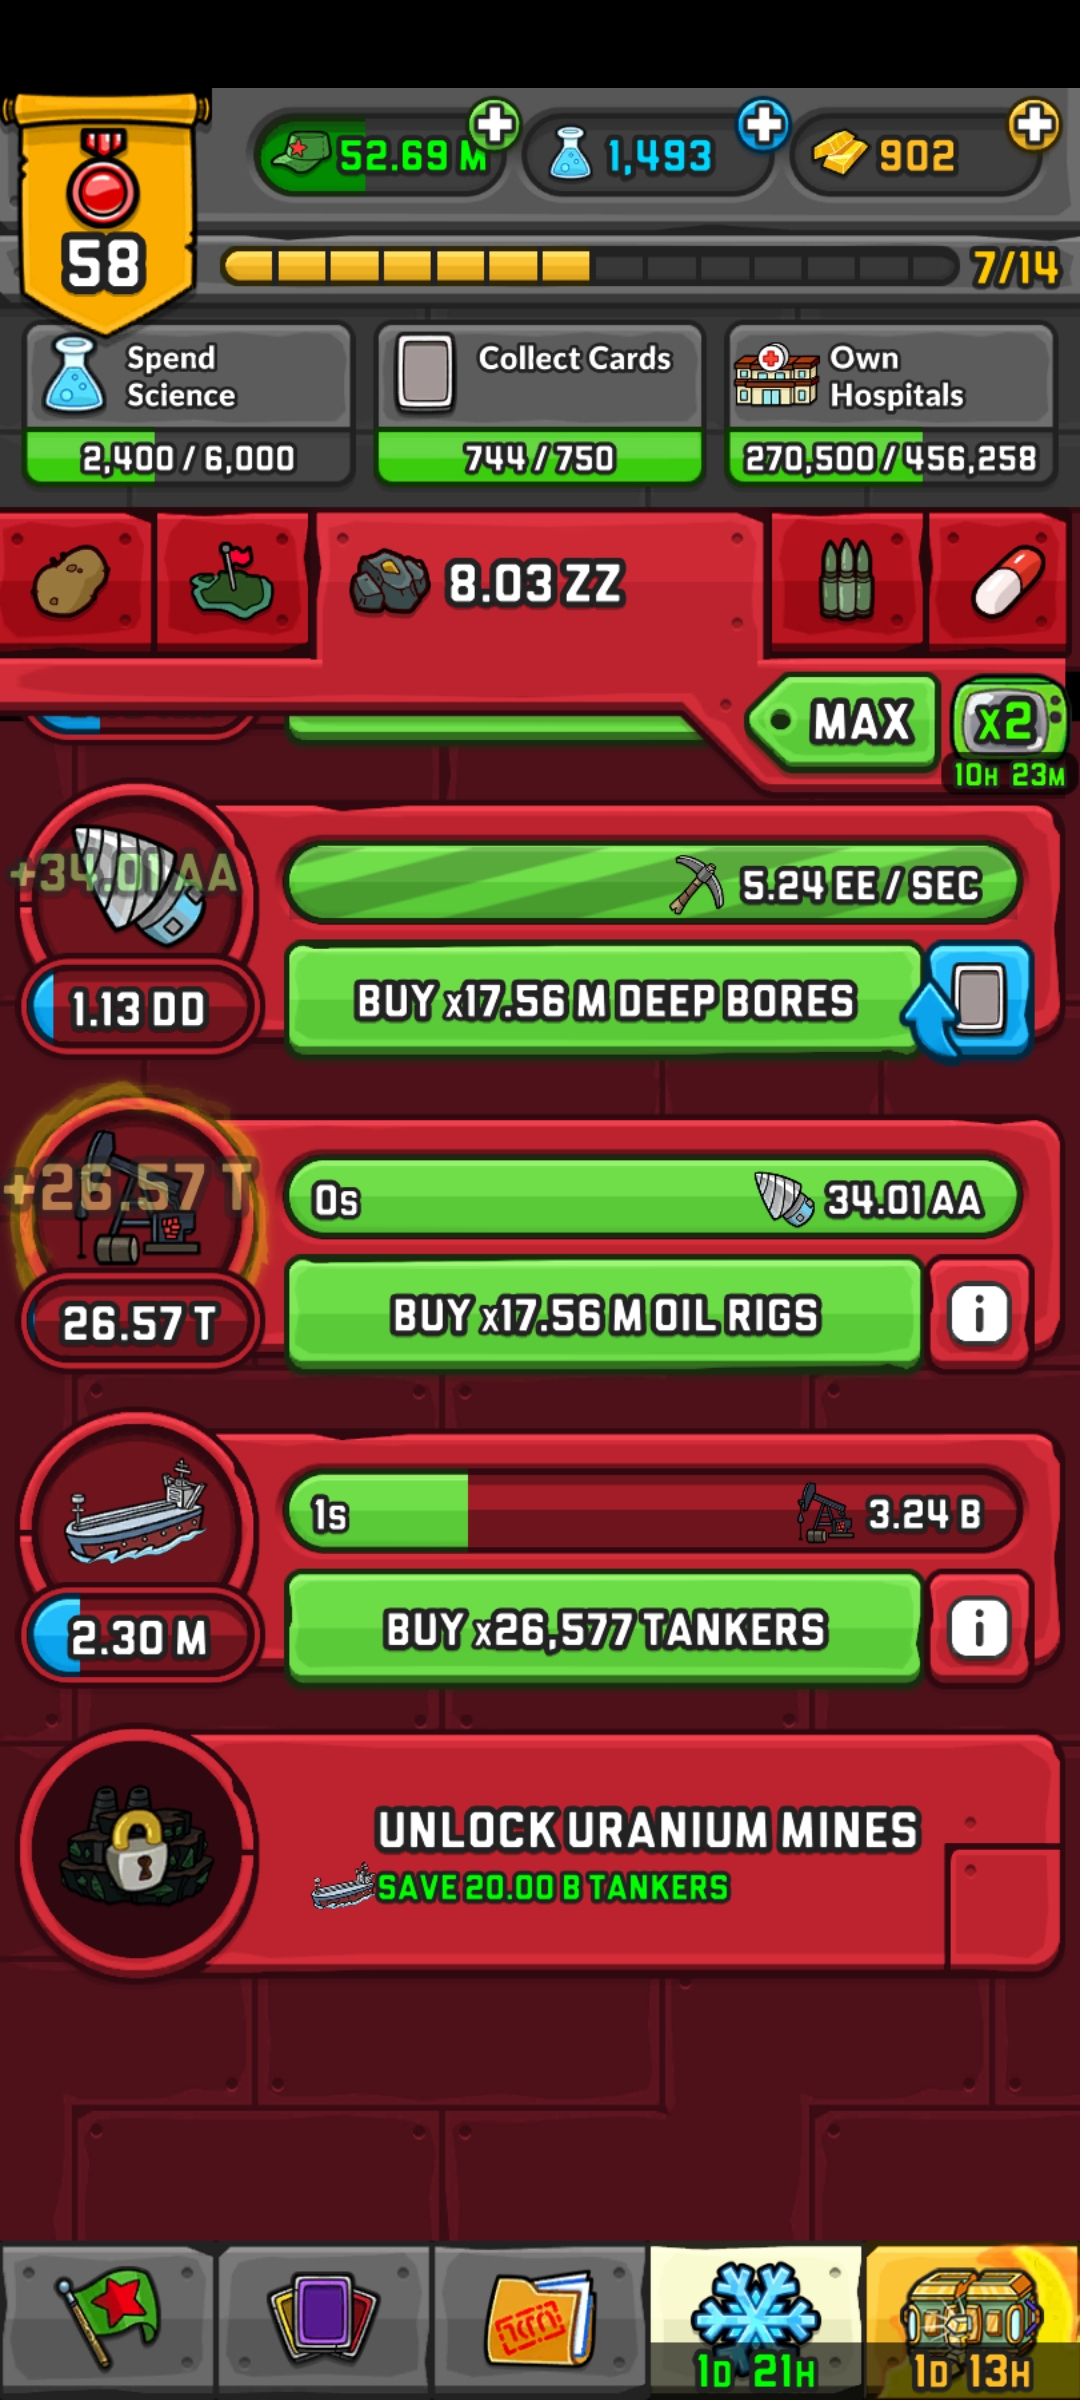 52.69 M
1,493
902
58
7/14
Spend
Science
2,400 / 6,000
Collect Cards
744 / 750
Own
Hospitals
270,500 / 456,258
8.03 ZZ
MAX
x2
10H 23M
+34.01 AA
5.24 EE / SEC
1.13 DD
BUY x17.56 M DEEP BORES
+26.57 T
0s
34.01 AA
26.57 T
BUY x17.56 M OIL RIGS
i
1s
3.24 B
2.30 M
BUY x26,577 TANKERS
i
UNLOCK URANIUM MINES
SAVE 20.00 B TANKERS
1D 21H
1D 13H